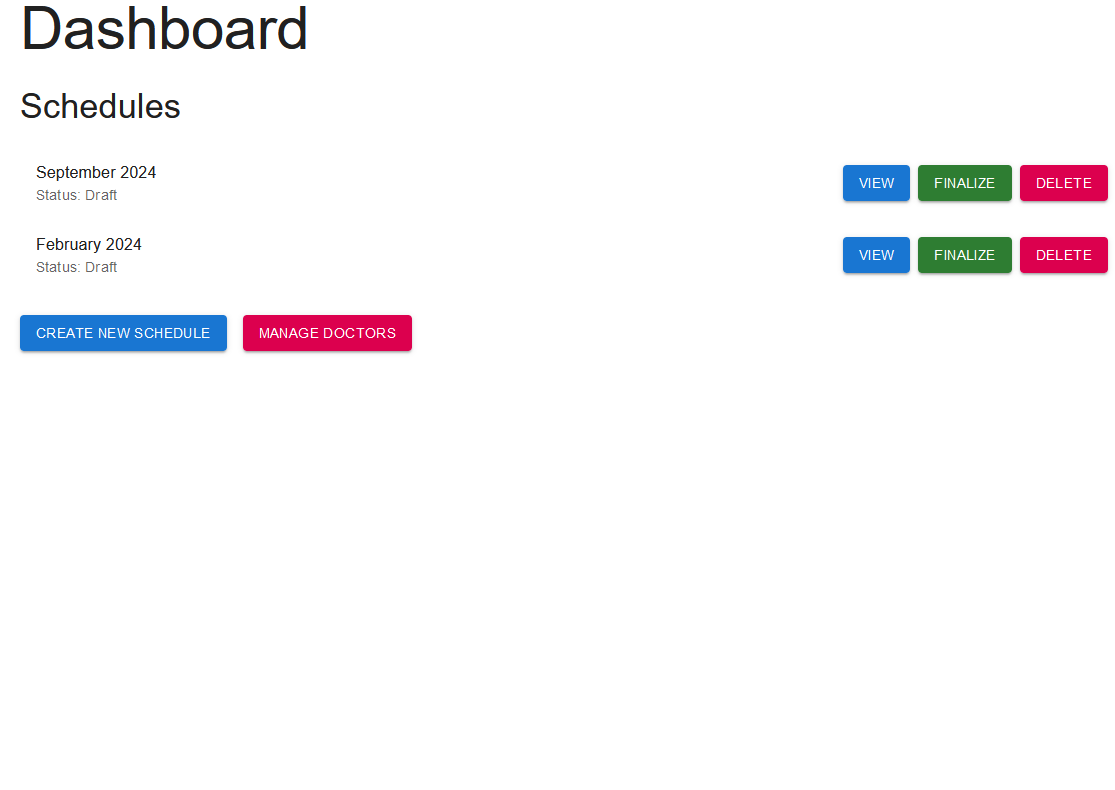 Dashboard
Schedules
September 2024
Status: Draft
VIEW FINALIZE DELETE
February 2024
Status: Draft
VIEW FINALIZE DELETE
CREATE NEW SCHEDULE MANAGE DOCTORS